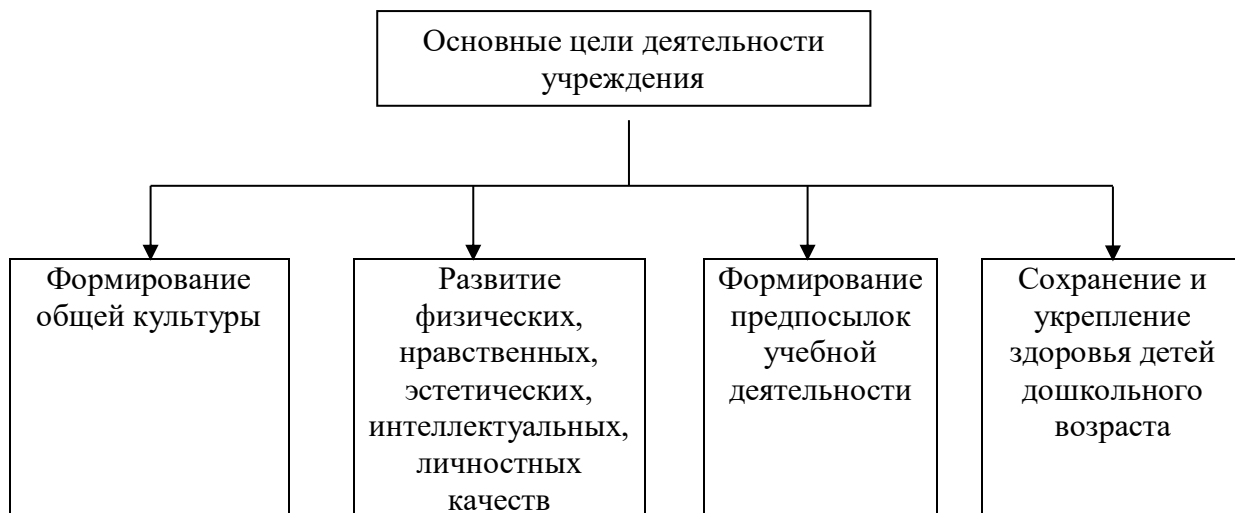 Основные цели деятельности
учреждения
Формирование
общей культуры
Развитие
физических,
нравственных,
эстетических,
интеллектуальных,
личностных
качеств
Формирование
предпосылок
учебной
деятельности
Сохранение и
укрепление
здоровья детей
дошкольного
возраста